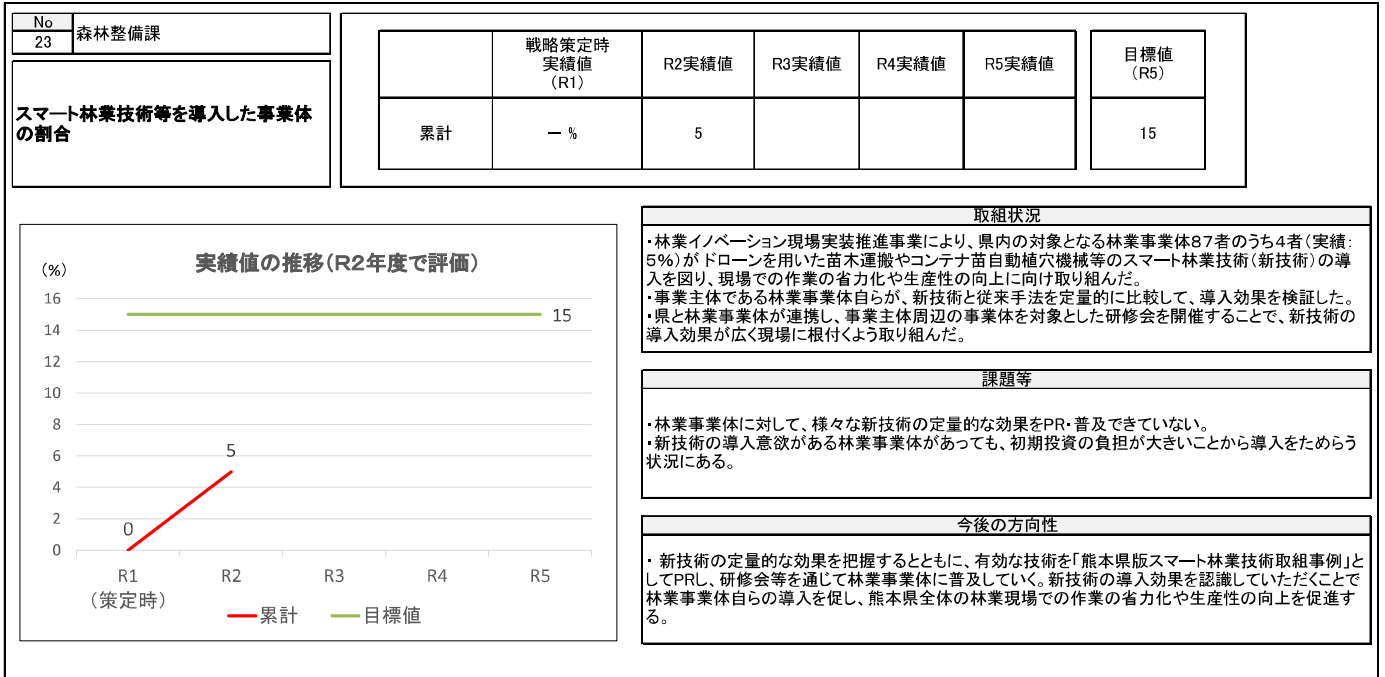 No
23
森林整備課
スマート林業技術等を導入した事業体
の割合
戦略策定時
実績値
(R1)
R2実績値
R3実績値
R4実績値
R5実績値
目標値
(R5)
累計
― %
5
15
実績値の推移(R2年度で評価)
(%)
16
14
12
10
8
6
4
2
0
15
5
0
R1
(策定時)
R2
R3
R4
R5
累計
目標値
取組状況
・林業イノベーション現場実装推進事業により、県内の対象となる林業事業体87者のうち4者(実績:
5%)がドローンを用いた苗木運搬やコンテナ苗自動植穴機械等のスマート林業技術(新技術)の導
入を図り、現場での作業の省力化や生産性の向上に向け取り組んだ。
・事業主体である林業事業体自らが、新技術と従来手法を定量的に比較して、導入効果を検証した。
・県と林業事業体が連携し、事業主体周辺の事業体を対象とした研修会を開催することで、新技術の
導入効果が広く現場に根付くよう取り組んだ。
課題等
・林業事業体に対して、様々な新技術の定量的な効果をPR・普及できていない。
・新技術の導入意欲がある林業事業体があっても、初期投資の負担が大きいことから導入をためらう
状況にある。
今後の方向性
・ 新技術の定量的な効果を把握するとともに、有効な技術を「熊本県版スマート林業技術取組事例」と
してPRし、研修会等を通じて林業事業体に普及していく。新技術の導入効果を認識していただくことで
林業事業体自らの導入を促し、熊本県全体の林業現場での作業の省力化や生産性の向上を促進す
る。